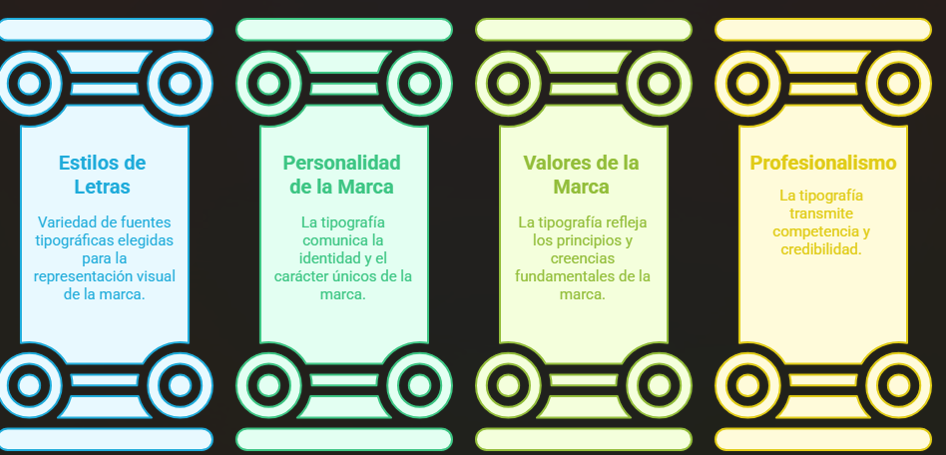 Estilos de
Letras
Variedad de fuentes
tipográficas elegidas
para la
representación visual
de la marca.
Personalidad
de la Marca
La tipografía
comunica la
identidad y el
carácter únicos de la
marca.
Valores de la
Marca
La tipografía refleja
los principios y
creencias
fundamentales de la
marca.
Profesionalismo
La tipografía
transmite
competencia y
credibilidad.